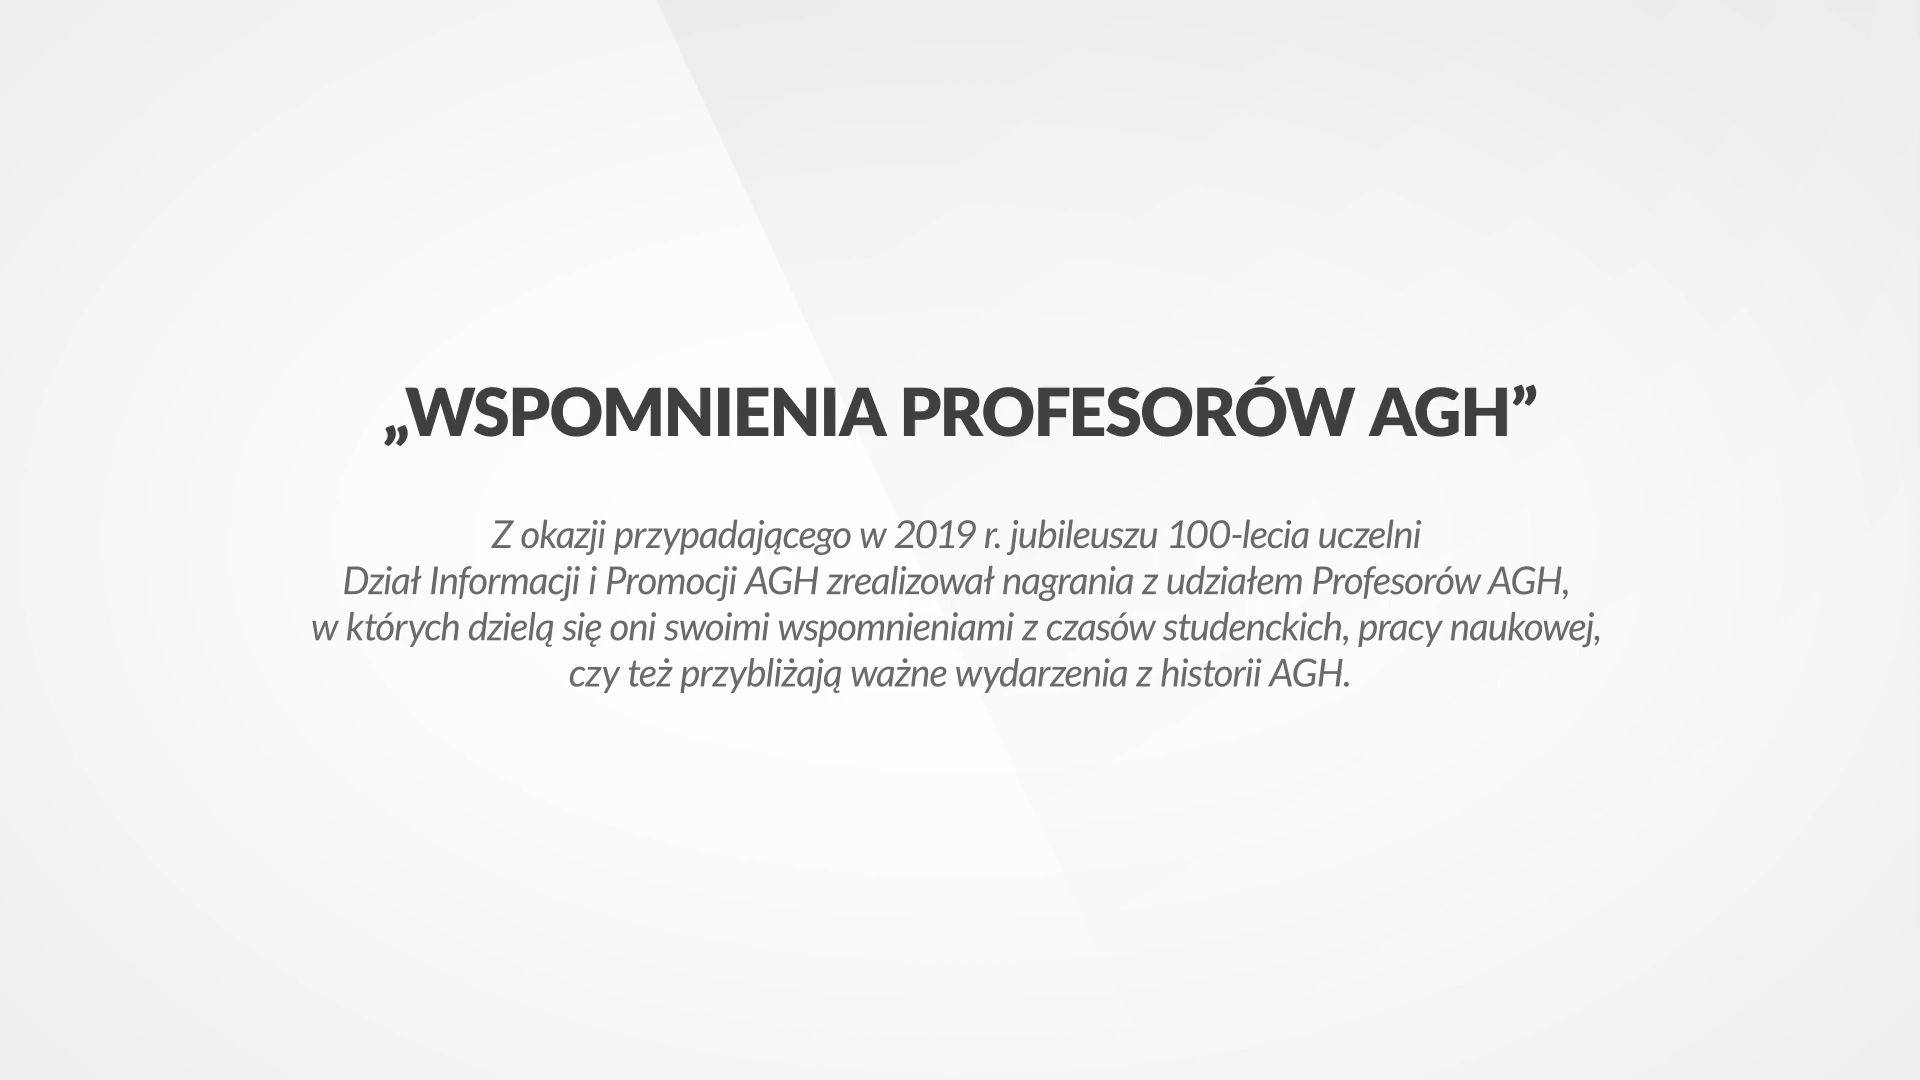 „WSPOMNIENIA PROFESORÓW AGH”
Z okazji przypadającego w 2019 r. jubileuszu 100-lecia uczelni
Dział Informacji i Promocji AGH zrealizował nagrania z udziałem Profesorów AGH,
w których dzielą się oni swoimi wspomnieniami z czasów studenckich, pracy naukowej,
czy też przybliżają ważne wydarzenia z historii AGH.